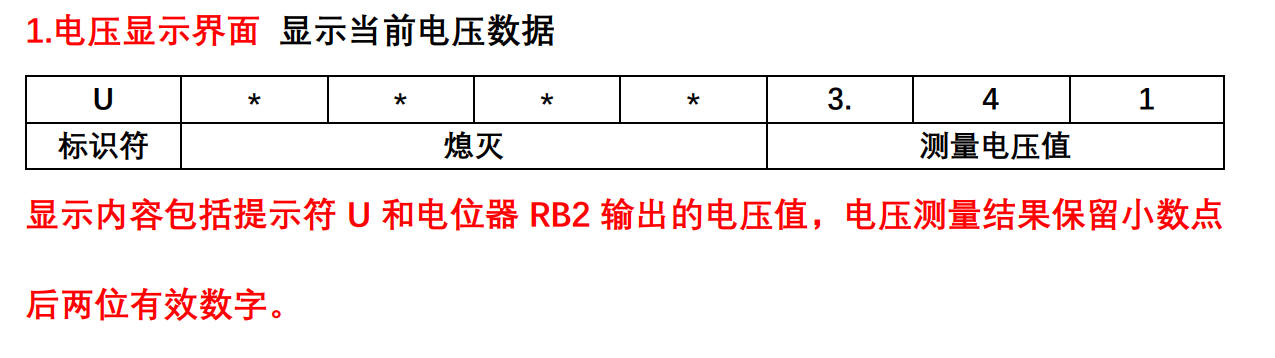 1.电压显示界面 显示当前电压数据
U * * * * 3. 4 1
标识符 熄灭 测量电压值
显示内容包括提示符 U 和电位器 RB2 输出的电压值，电压测量结果保留小数点
后两位有效数字。